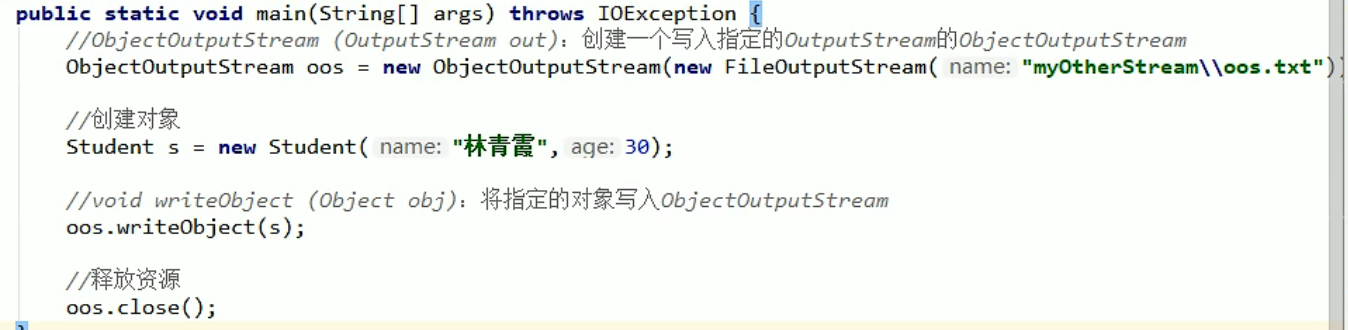 public static void main(String[] args) throws IOException {
//ObjectOutputStream (OutputStream out)：创建一个写入指定的OutputStream的ObjectOutputStream
ObjectOutputStream oos = new ObjectOutputStream(new FileOutputStream( name: "myOtherStream\\oos.txt"))
//创建对象
Student s = new Student( name: "林青霞", age: 30);
//void writeObject (Object obj)：将指定的对象写入ObjectOutputStream
oos.writeObject(s);
//释放资源
oos.close();
}